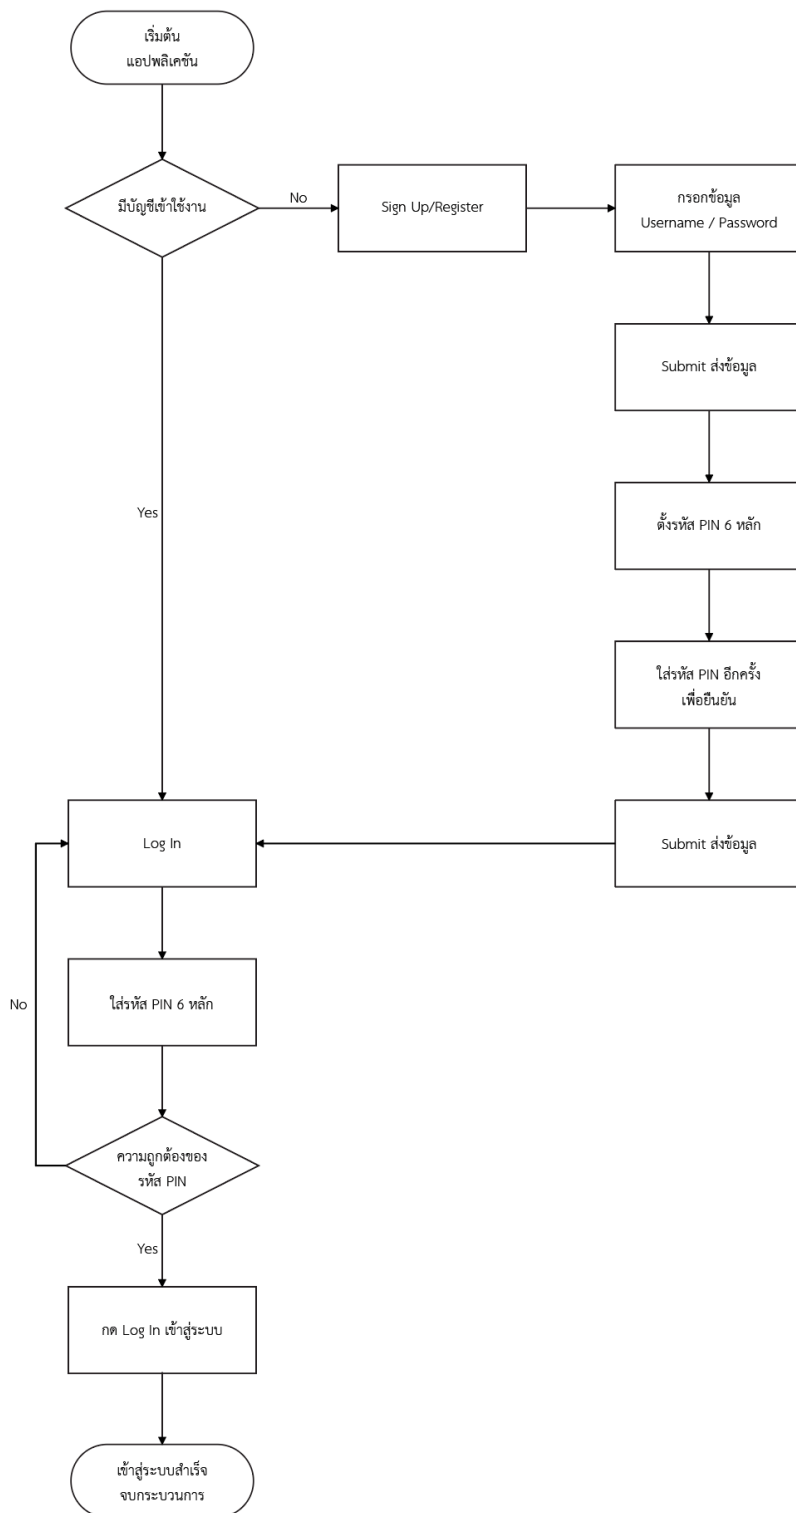 เริ่มต้น
แอปพลิเคชัน
มีบัญชีเข้าใช้งาน
No
Sign Up/Register
กรอกข้อมูล
Username / Password
Submit ส่งข้อมูล
ตั้งรหัส PIN 6 หลัก
Yes
ใส่รหัส PIN อีกครั้ง
เพื่อยืนยัน
Log In
Submit ส่งข้อมูล
No
ใส่รหัส PIN 6 หลัก
ความถูกต้องของ
รหัส PIN
Yes
กด Log In เข้าสู่ระบบ
เข้าสู่ระบบสำเร็จ
จบกระบวนการ